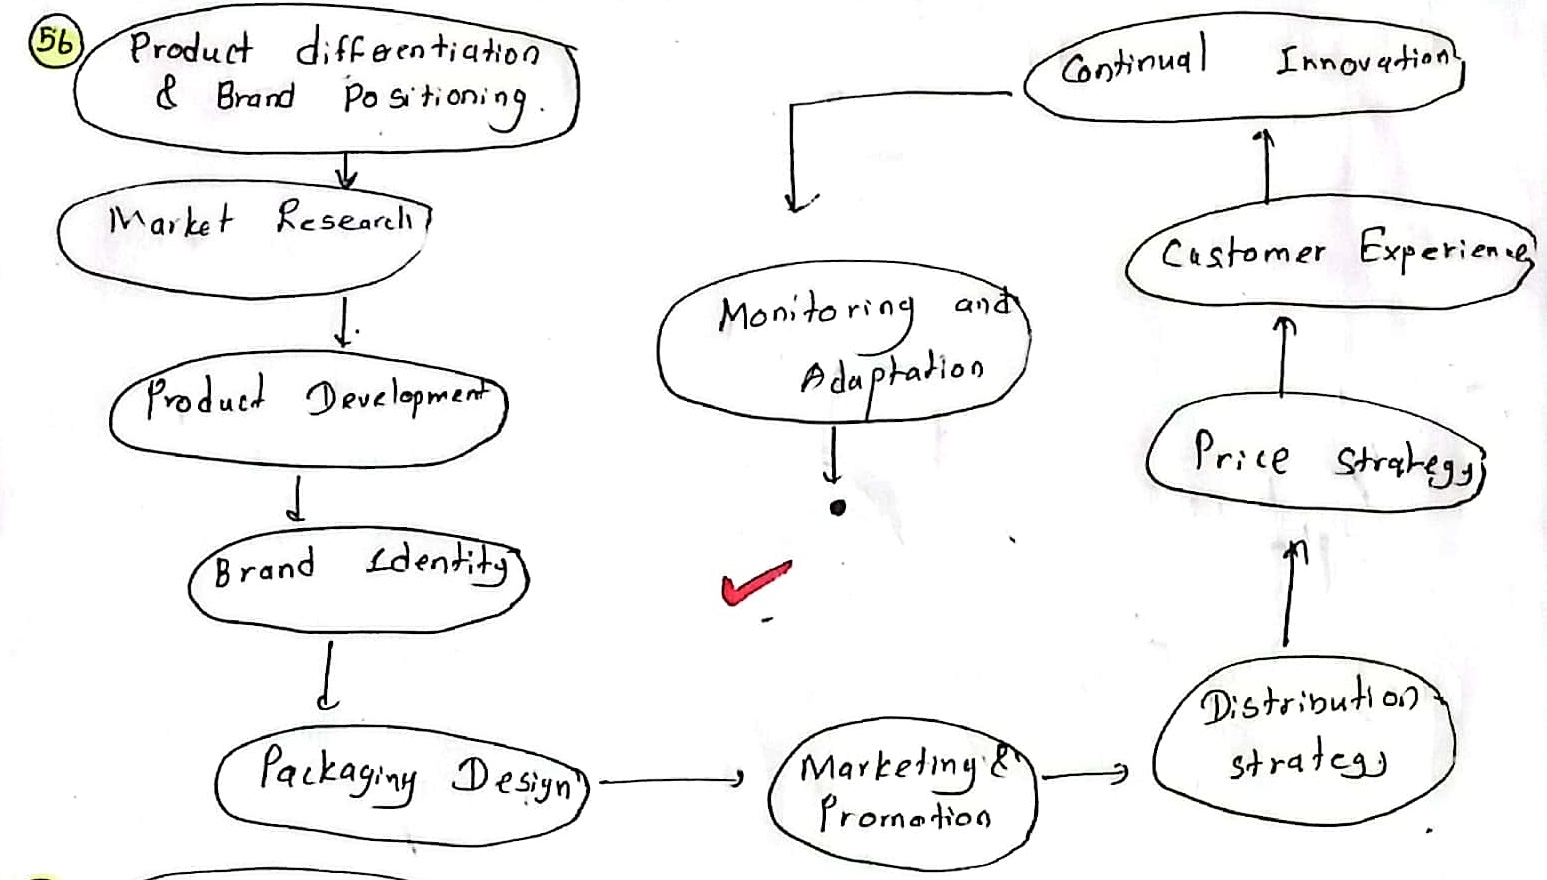 56
Product differentiation
& Brand Positioning.
Market Research
Product Development
Brand Identity
Packaging Design
Marketing &
Promotion
Distribution
strategy
Price Strategy
Customer Experience
Continual Innovation
Monitoring and
Adaptation